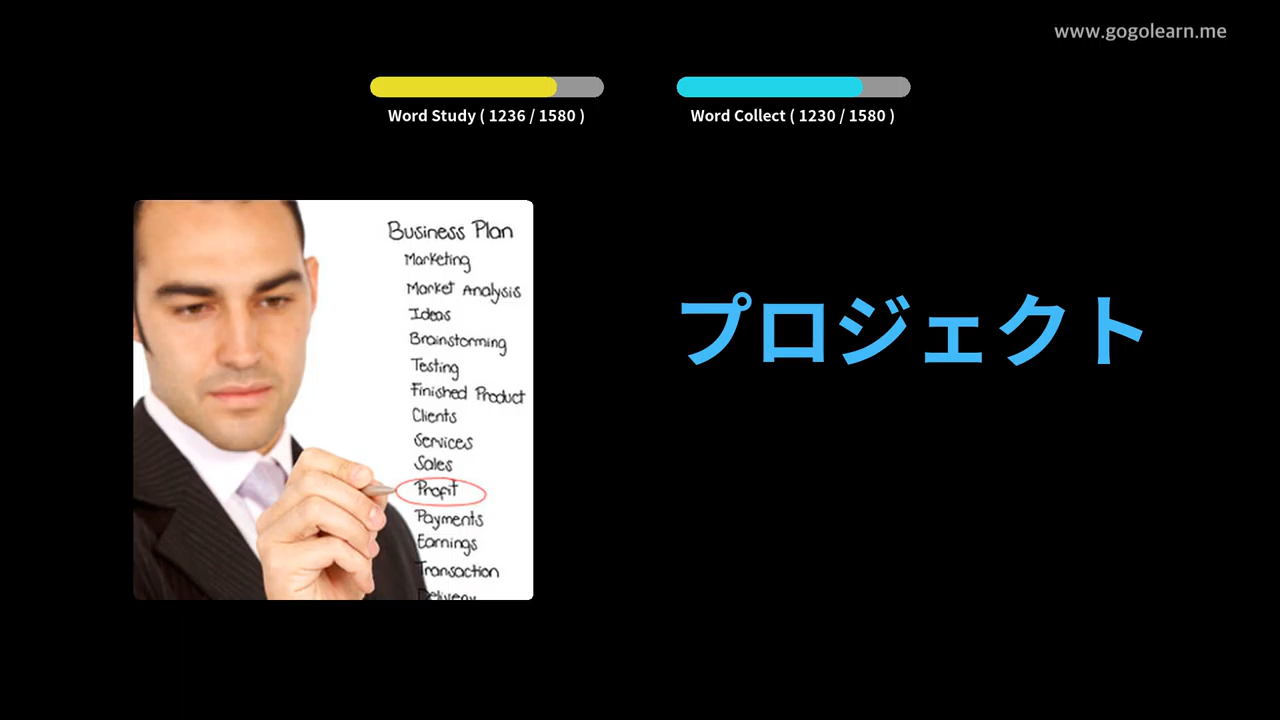 www.gogolearn.me
Word Study ( 1236 / 1580 )
Word Collect ( 1230 / 1580 )
Business Plan
Marketing
Market Analysis
Ideas
Brainstorming
Testing
Finished Product
Clients
Services
Sales
Profit
Payments
Earnings
Transaction
Delivery
プロジェクト